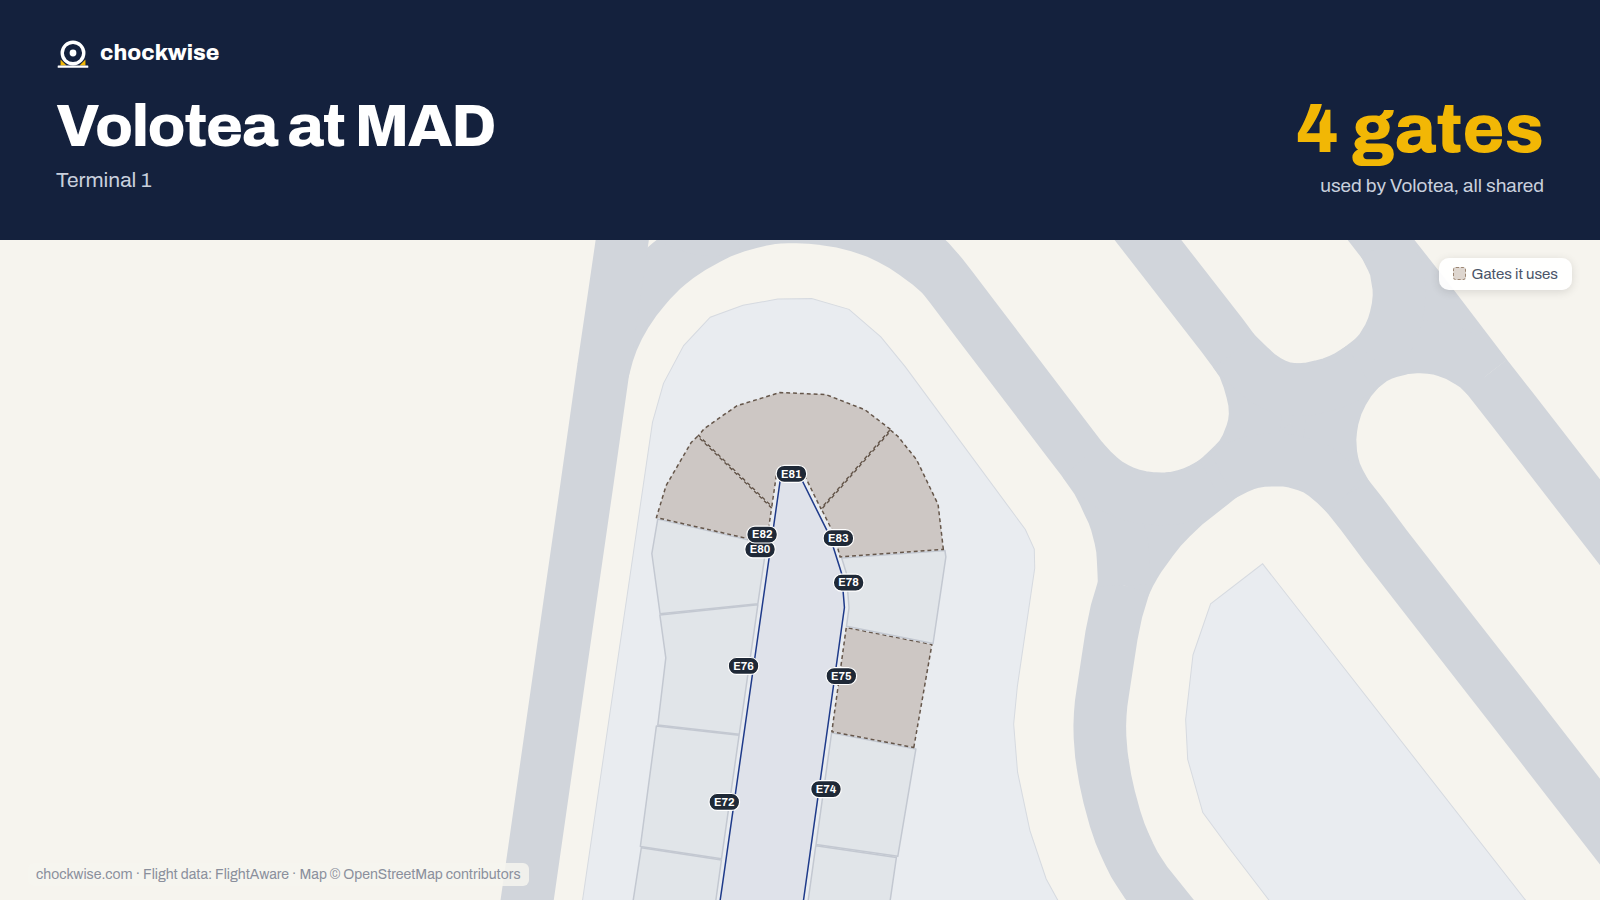 chockwise
Volotea at MAD
Terminal 1
4 gates
used by Volotea, all shared
Gates it uses
E81
E82
E83
E80
E78
E76
E75
E74
E72
chockwise.com · Flight data: FlightAware · Map © OpenStreetMap contributors